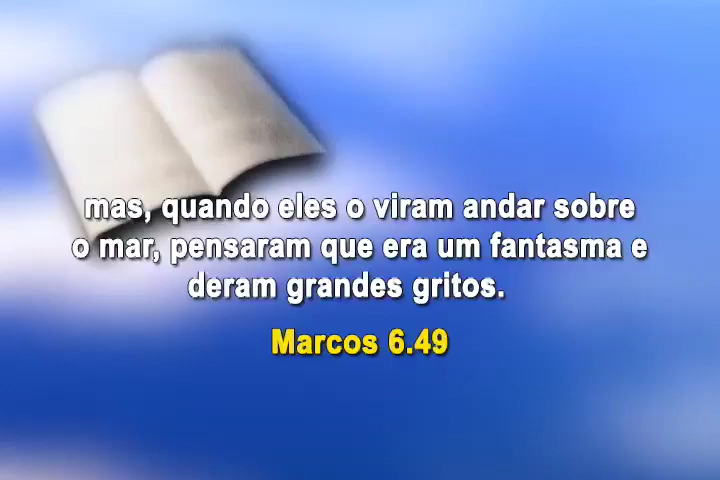 mas, quando eles o viram andar sobre
o mar, pensaram que era um fantasma e
deram grandes gritos.
Marcos 6.49